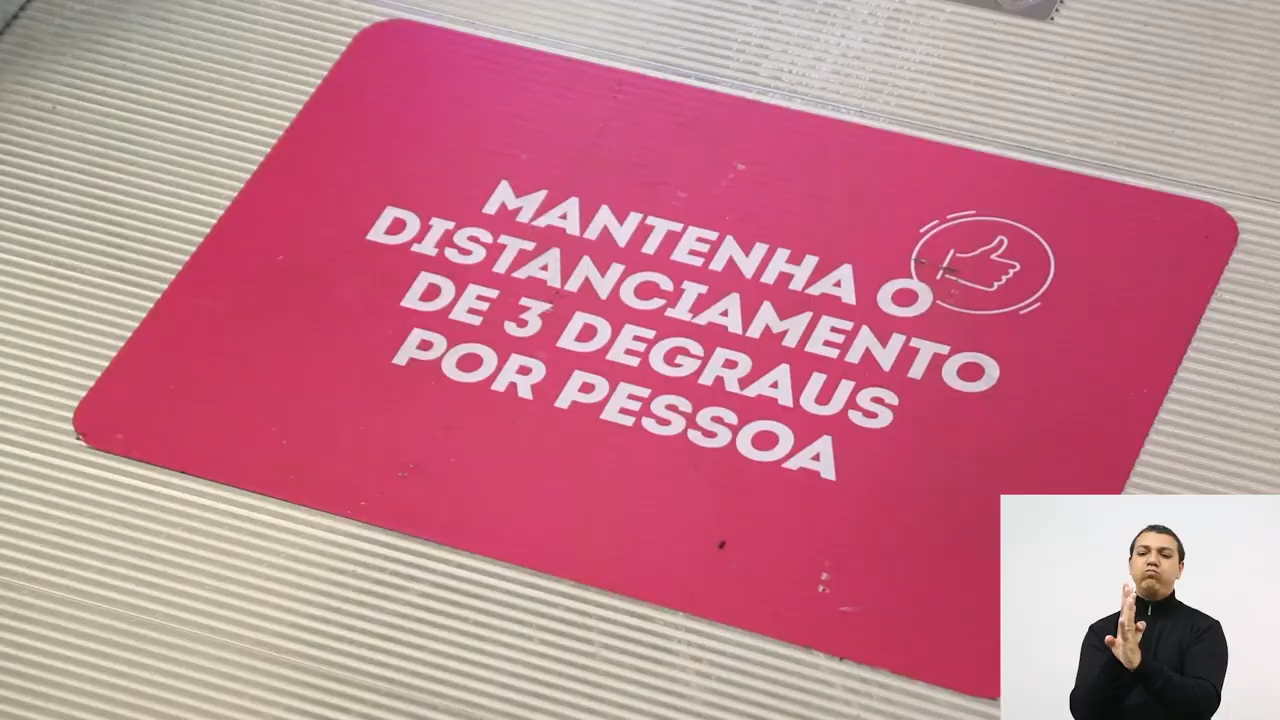 MANTENHA O
DISTANCIAMENTO
DE 3 DEGRAUS
POR PESSOA